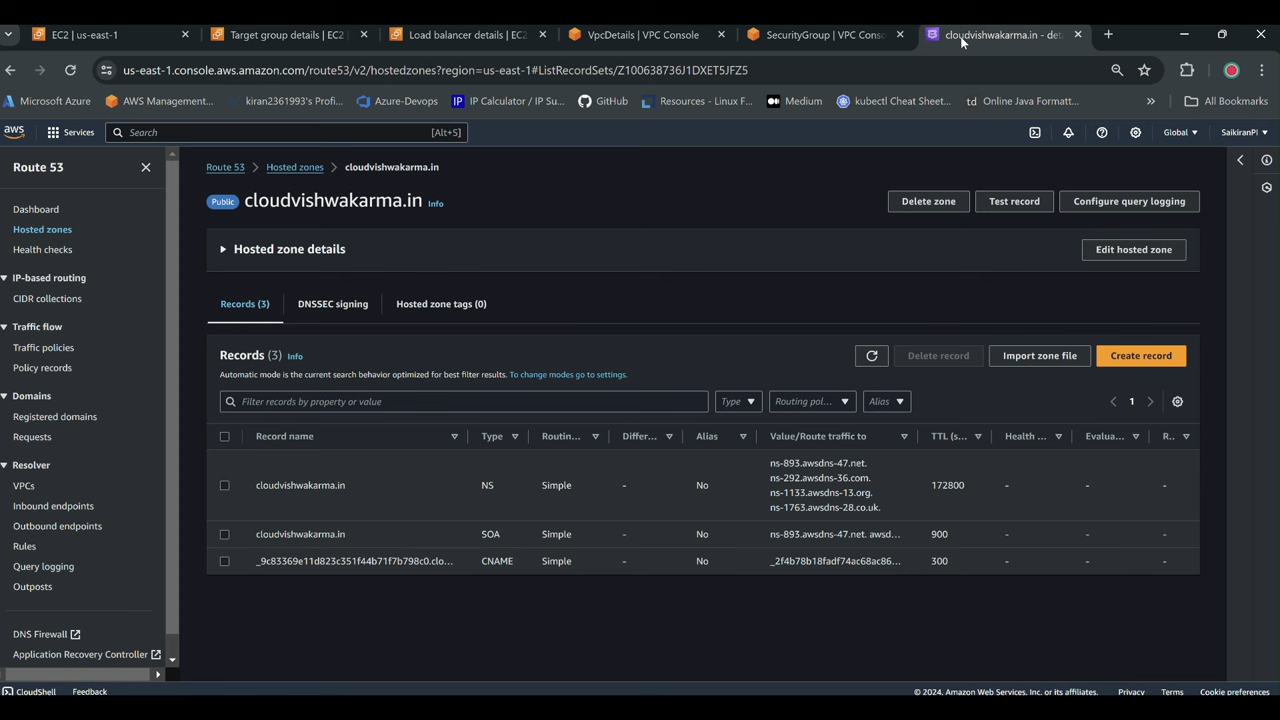 EC2 | us-east-1
Target group details | EC2
Load balancer details | EC2
VpcDetails | VPC Console
SecurityGroup | VPC Conso
cloudvishwakarma.in - deta
us-east-1.console.aws.amazon.com/route53/v2/hostedzones?region=us-east-1#ListRecordSets/Z100638736J1DXET5JFZ5
Microsoft Azure
AWS Management...
kiran2361993's Profi...
Azure-Devops
IP
IP Calculator / IP Su...
GitHub
Resources - Linux F...
Medium
kubectl Cheat Sheet...
td
Online Java Formatt...
All Bookmarks
aws
Services
Search
[Alt+S]
Global
SaikiranPI
Route 53
Route 53 > Hosted zones > cloudvishwakarma.in
Public cloudvishwakarma.in Info
Delete zone
Test record
Configure query logging
Dashboard
Hosted zones
Health checks
IP-based routing
CIDR collections
Traffic flow
Traffic policies
Policy records
Domains
Registered domains
Requests
Resolver
VPCs
Inbound endpoints
Outbound endpoints
Rules
Query logging
Outposts
DNS Firewall
Application Recovery Controller
Hosted zone details
Edit hosted zone
Records (3)
DNSSEC signing
Hosted zone tags (0)
Records (3) Info
Delete record
Import zone file
Create record
Automatic mode is the current search behavior optimized for best filter results. To change modes go to settings.
Filter records by property or value
Type
Routing pol...
Alias
1
Record name
Type
Routin...
Differ...
Alias
Value/Route traffic to
TTL (s...
Health ...
Evalua...
R..
cloudvishwakarma.in
NS
Simple
-
No
ns-893.awsdns-47.net.
ns-292.awsdns-36.com.
ns-1133.awsdns-13.org.
ns-1763.awsdns-28.co.uk.
172800
-
-
-
cloudvishwakarma.in
SOA
Simple
-
No
ns-893.awsdns-47.net. awsd...
900
-
-
-
_9c83369e11d823c351f44b71f7b798c0.clo...
CNAME
Simple
-
No
_2f4b78b18fadf74ac68ac86...
300
-
-
-
CloudShell
Feedback
© 2024, Amazon Web Services, Inc. or its affiliates.
Privacy
Terms
Cookie preferences